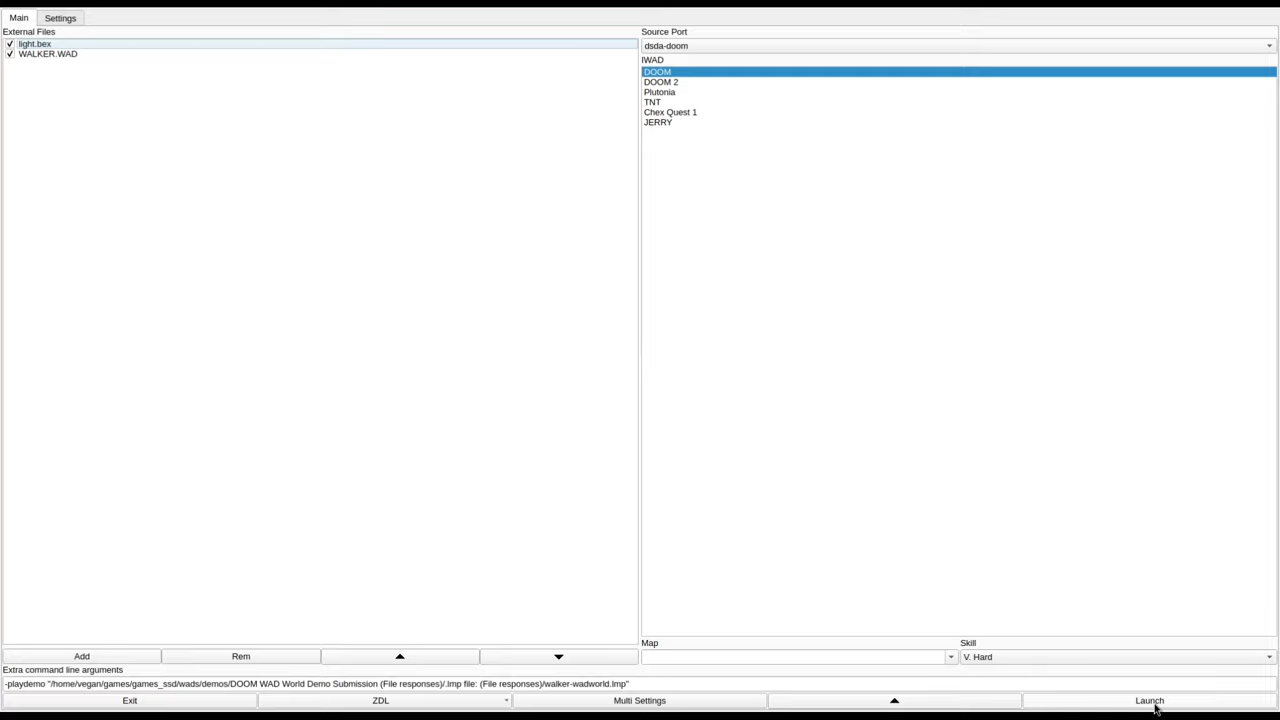 Main Settings
External Files
light.bex
WALKER.WAD
Source Port
dsda-doom
IWAD
DOOM
DOOM 2
Plutonia
TNT
Chex Quest 1
JERRY
Map
Skill
V. Hard
Add Rem
Extra command line arguments
-playdemo "/home/vegan/games/games_ssd/wads/demos/DOOM WAD World Demo Submission (File responses)/.lmp file: (File responses)/walker-wadworld.lmp"
Exit ZDL Multi Settings Launch